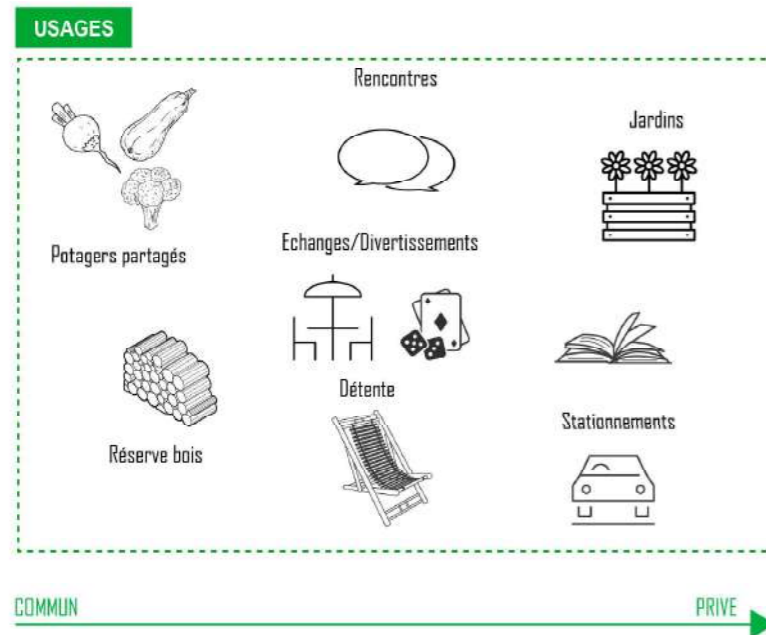 USAGES
Rencontres
Jardins
Potagers partagés
Echanges/Divertissements
Détente
Réserve bois
Stationnements
COMMUN
PRIVE